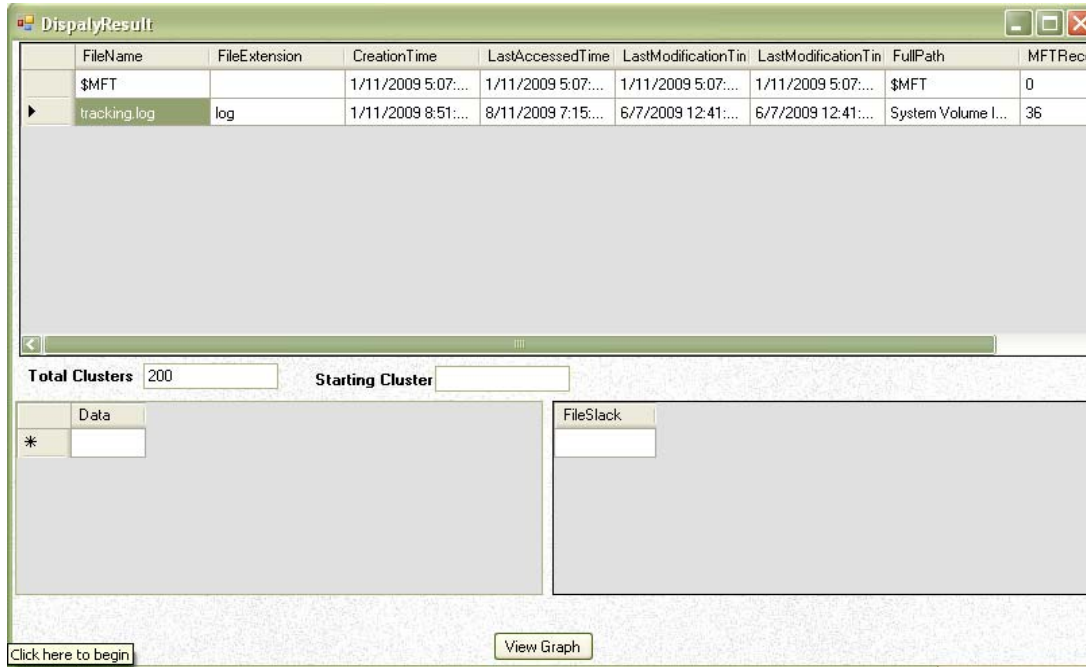 DispalyResult
FileName FileExtension CreationTime LastAccessedTime LastModificationTin LastModificationTin FullPath MFTRec
$MFT 1/11/2009 5:07:... 1/11/2009 5:07:... 1/11/2009 5:07:... 1/11/2009 5:07:... $MFT 0
tracking.log log 1/11/2009 8:51:... 8/11/2009 7:15:... 6/7/2009 12:41:... 6/7/2009 12:41:... System Volume I... 36
Total Clusters 200 Starting Cluster
Data FileSlack
View Graph
Click here to begin